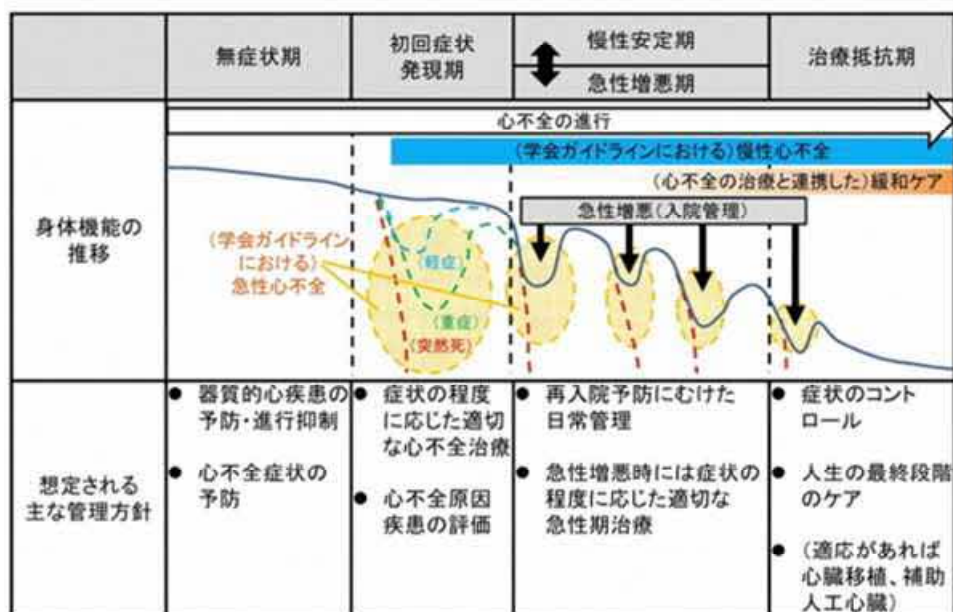 無症状期
初回症状
発現期
慢性安定期
急性増悪期
治療抵抗期
身体機能の
推移
心不全の進行
(学会ガイドラインにおける)慢性心不全
(心不全の治療と連携した)緩和ケア
急性増悪(入院管理)
(学会ガイドライン
における)
急性心不全
(軽症)
(重症)
(突然死)
想定される
主な管理方針
● 器質的心疾患の
予防・進行抑制
● 心不全症状の
予防
● 症状の程度
に応じた適切
な心不全治療
● 心不全原因
疾患の評価
● 再入院予防にむけた
日常管理
● 急性増悪時には症状の
程度に応じた適切な
急性期治療
● 症状のコント
ロール
● 人生の最終段階
のケア
● (適応があれば
心臓移植、補助
人工心臓)